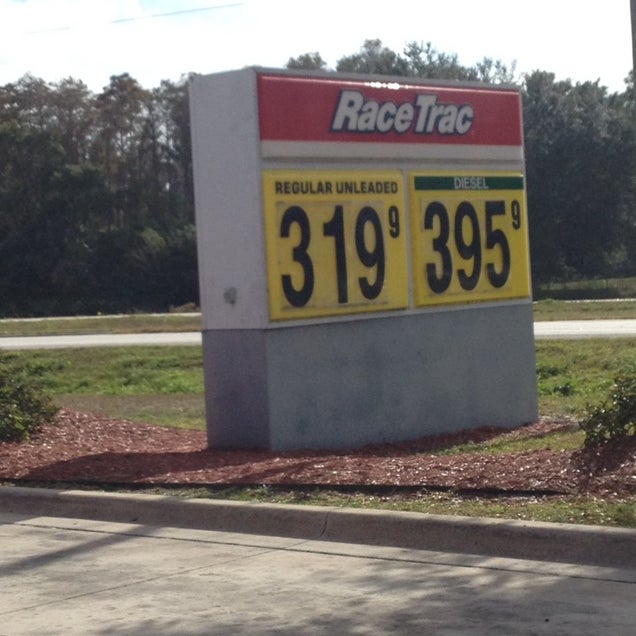 RaceTrac
REGULAR UNLEADED
319 9
DIESEL
395 9